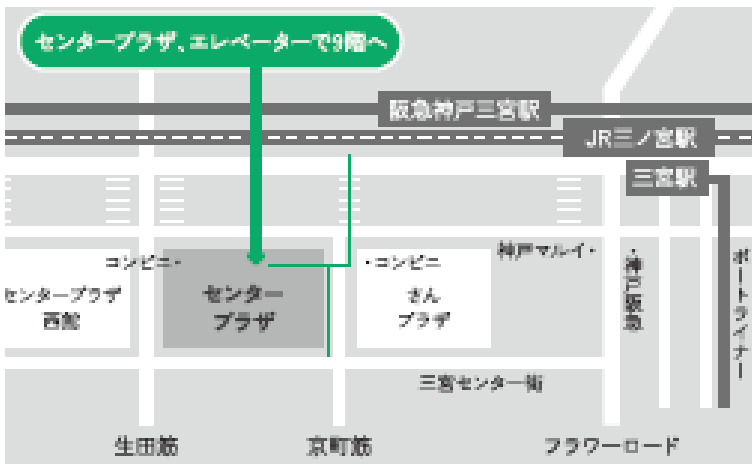 センタープラザ、エレベーターで9階へ
阪急神戸三宮駅
JR三ノ宮駅
三宮駅
コンビニ・
・コンビニ
神戸マルイ・
・神戸阪急
ポートライナー
センタープラザ
西館
センター
プラザ
さん
プラザ
三宮センター街
生田筋
京町筋
フラワーロード